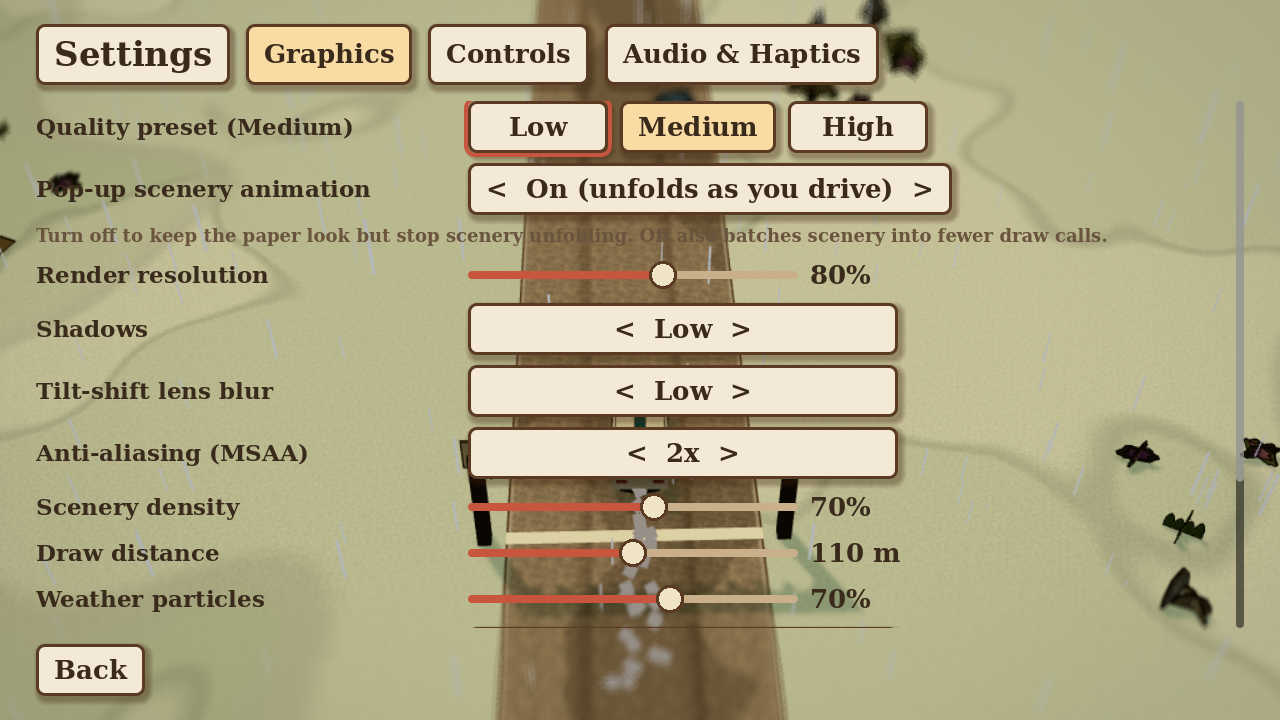 Settings Graphics Controls Audio & Haptics
Quality preset (Medium) Low Medium High
Pop-up scenery animation < On (unfolds as you drive) >
Turn off to keep the paper look but stop scenery unfolding. Off also batches scenery into fewer draw calls.
Render resolution 80%
Shadows < Low >
Tilt-shift lens blur < Low >
Anti-aliasing (MSAA) < 2x >
Scenery density 70%
Draw distance 110 m
Weather particles 70%
Back